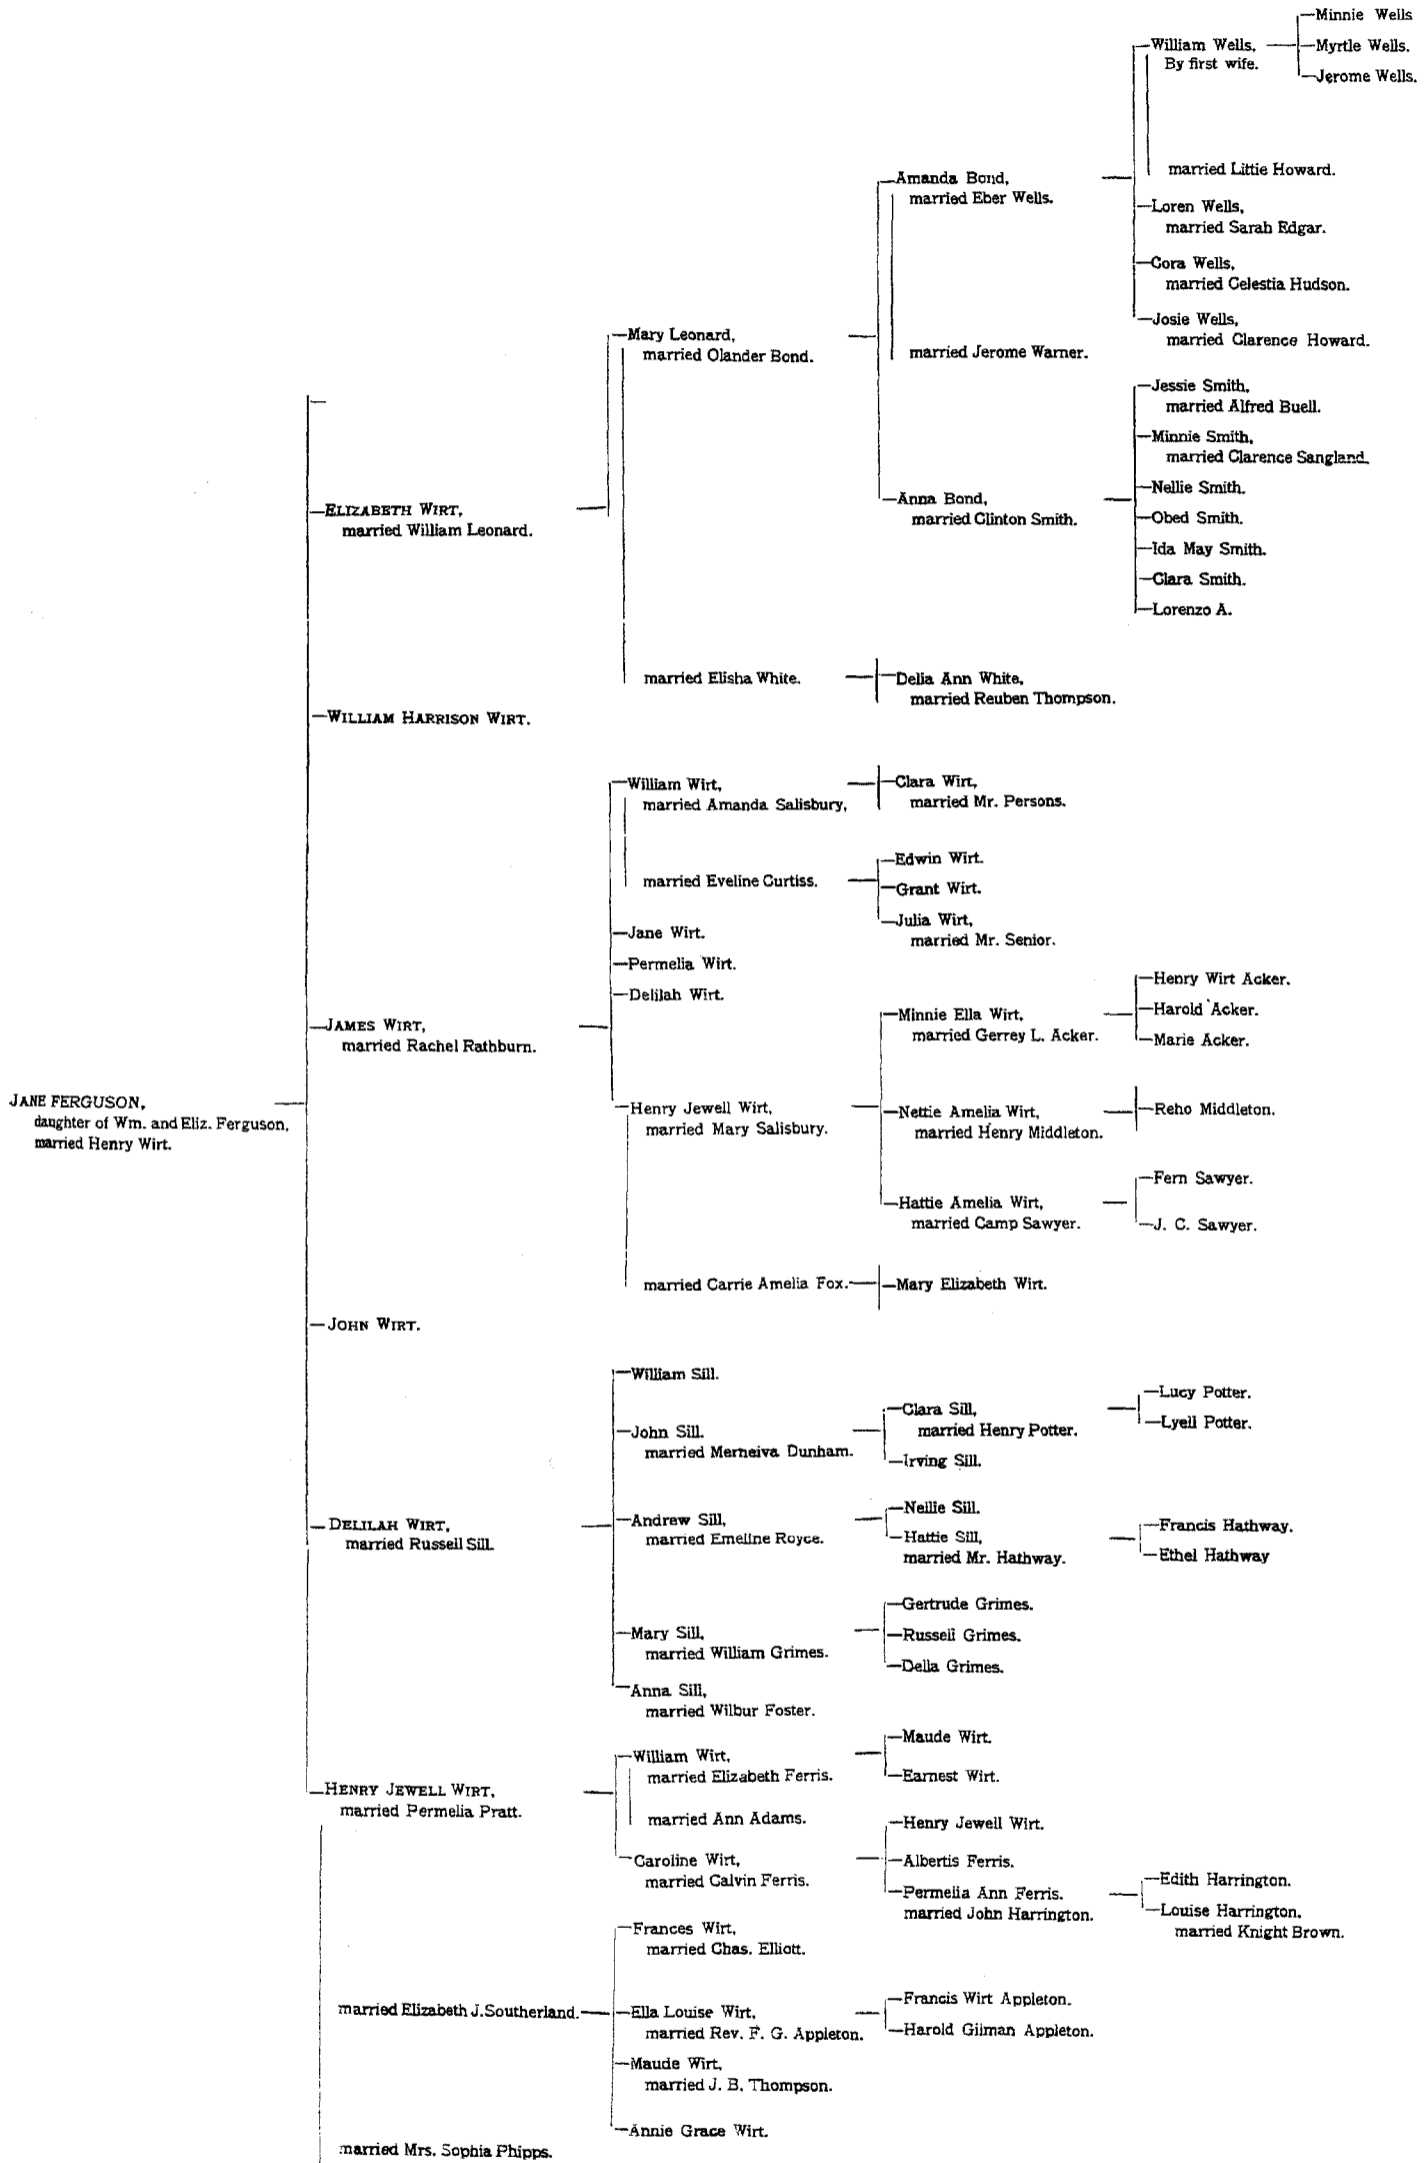 Minnie Wells
William Wells,
By first wife.
Myrtle Wells.
Jerome Wells.
married Littie Howard.
Amanda Bond,
married Eber Wells.
Loren Wells,
married Sarah Edgar.
Cora Wells,
married Celestia Hudson.
Josie Wells,
married Clarence Howard.
Mary Leonard,
married Olander Bond.
married Jerome Warner.
Jessie Smith,
married Alfred Buell.
Minnie Smith,
married Clarence Sangland.
Nellie Smith.
Anna Bond,
married Clinton Smith.
Obed Smith.
Ida May Smith.
Clara Smith.
Lorenzo A.
ELIZABETH WIRT,
married William Leonard.
married Elisha White.
Delia Ann White,
married Reuben Thompson.
WILLIAM HARRISON WIRT.
William Wirt,
married Amanda Salisbury,
Clara Wirt,
married Mr. Persons.
married Eveline Curtiss.
Edwin Wirt.
Grant Wirt.
Julia Wirt,
married Mr. Senior.
Jane Wirt.
Permelia Wirt.
Delilah Wirt.
JAMES WIRT,
married Rachel Rathburn.
Minnie Ella Wirt,
married Gerrey L. Acker.
Henry Wirt Acker.
Harold Acker.
Marie Acker.
JANE FERGUSON,
daughter of Wm. and Eliz. Ferguson,
married Henry Wirt.
Henry Jewell Wirt,
married Mary Salisbury.
Nettie Amelia Wirt,
married Henry Middleton.
Reho Middleton.
Hattie Amelia Wirt,
married Camp Sawyer.
Fern Sawyer.
J. C. Sawyer.
married Carrie Amelia Fox.
Mary Elizabeth Wirt.
JOHN WIRT.
William Sill.
John Sill.
married Merneiva Dunham.
Clara Sill,
married Henry Potter.
Lucy Potter.
Lyell Potter.
Irving Sill.
DELILAH WIRT,
married Russell Sill.
Andrew Sill,
married Emeline Royce.
Nellie Sill.
Hattie Sill,
married Mr. Hathway.
Francis Hathway.
Ethel Hathway
Mary Sill,
married William Grimes.
Gertrude Grimes.
Russell Grimes.
Della Grimes.
Anna Sill,
married Wilbur Foster.
HENRY JEWELL WIRT,
married Permelia Pratt.
William Wirt,
married Elizabeth Ferris.
Maude Wirt.
Earnest Wirt.
married Ann Adams.
Caroline Wirt,
married Calvin Ferris.
Henry Jewell Wirt.
Albertis Ferris.
Permelia Ann Ferris.
married John Harrington.
Edith Harrington.
Louise Harrington,
married Knight Brown.
Frances Wirt,
married Chas. Elliott.
married Elizabeth J. Southerland.
Ella Louise Wirt,
married Rev. F. G. Appleton.
Francis Wirt Appleton.
Harold Gilman Appleton.
Maude Wirt,
married J. B. Thompson.
Annie Grace Wirt.
married Mrs. Sophia Phipps.